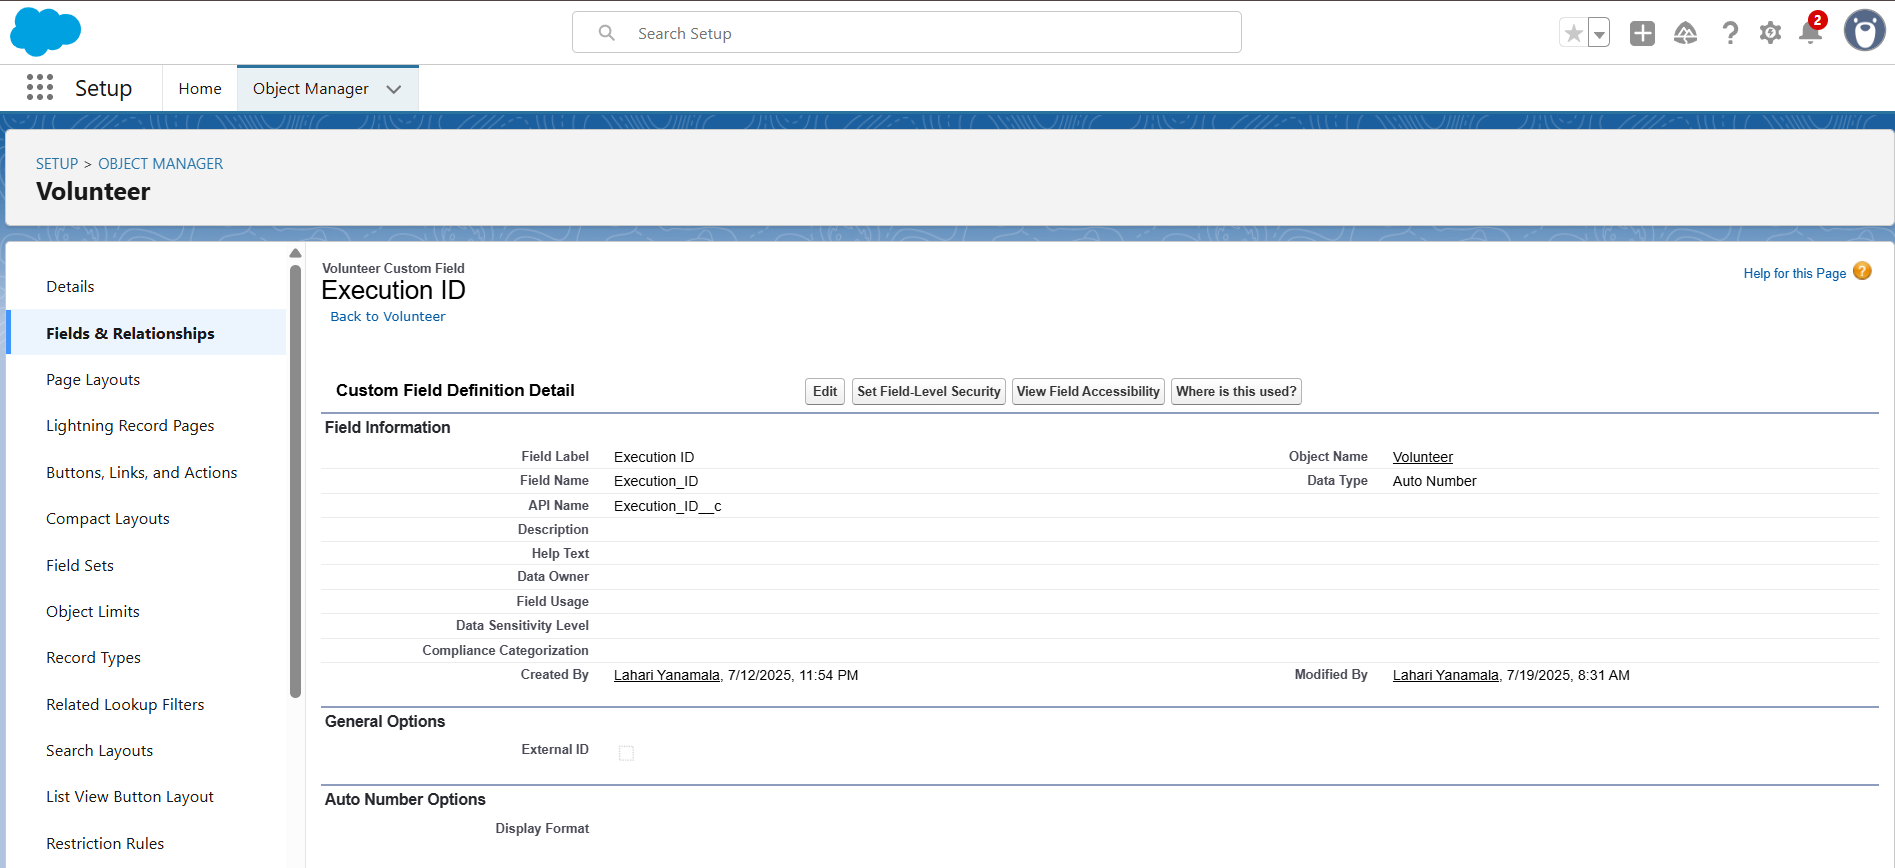 Search Setup
2
Setup
Home
Object Manager
SETUP > OBJECT MANAGER
Volunteer
Details
Fields & Relationships
Page Layouts
Lightning Record Pages
Buttons, Links, and Actions
Compact Layouts
Field Sets
Object Limits
Record Types
Related Lookup Filters
Search Layouts
List View Button Layout
Restriction Rules
Volunteer Custom Field
Execution ID
Back to Volunteer
Help for this Page ?
Custom Field Definition Detail Edit Set Field-Level Security View Field Accessibility Where is this used?
Field Information
Field Label Execution ID Object Name Volunteer
Field Name Execution_ID Data Type Auto Number
API Name Execution_ID__c
Description
Help Text
Data Owner
Field Usage
Data Sensitivity Level
Compliance Categorization
Created By Lahari Yanamala, 7/12/2025, 11:54 PM Modified By Lahari Yanamala, 7/19/2025, 8:31 AM
General Options
External ID
Auto Number Options
Display Format